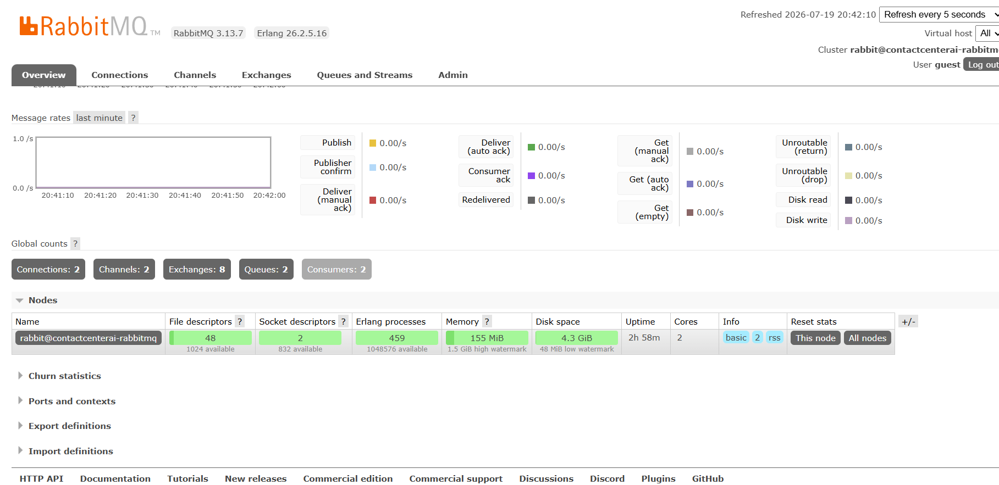 RabbitMQ TM
RabbitMQ 3.13.7
Erlang 26.2.5.16
Refreshed 2026-07-19 20:42:10
Refresh every 5 seconds
Virtual host
All
Cluster rabbit@contactcenterai-rabbitm
User guest
Log out
Overview
Connections
Channels
Exchanges
Queues and Streams
Admin
Message rates last minute ?
1.0 /s
0.0 /s
20:41:10 20:41:20 20:41:30 20:41:40 20:41:50 20:42:00
Publish
0.00/s
Publisher
confirm
0.00/s
Deliver
(manual
ack)
0.00/s
Deliver
(auto ack)
0.00/s
Consumer
ack
0.00/s
Redelivered
0.00/s
Get
(manual
ack)
0.00/s
Get (auto
ack)
0.00/s
Get
(empty)
0.00/s
Unroutable
(return)
0.00/s
Unroutable
(drop)
0.00/s
Disk read
0.00/s
Disk write
0.00/s
Global counts ?
Connections: 2
Channels: 2
Exchanges: 8
Queues: 2
Consumers: 2
Nodes
Name File descriptors ? Socket descriptors ? Erlang processes Memory ? Disk space Uptime Cores Info Reset stats +/-
rabbit@contactcenterai-rabbitmq 48 2 459 155 MiB 4.3 GiB 2h 58m 2 basic 2 rss This node All nodes
1024 available 832 available 1048576 available 1.5 GiB high watermark 48 MiB low watermark
Churn statistics
Ports and contexts
Export definitions
Import definitions
HTTP API Documentation Tutorials New releases Commercial edition Commercial support Discussions Discord Plugins GitHub